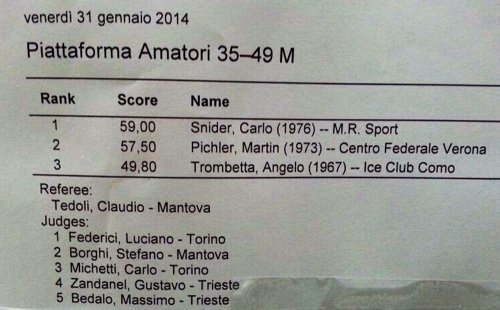 venerdì 31 gennaio 2014
Piattaforma Amatori 35–49 M
Rank Score Name
1 59,00 Snider, Carlo (1976) -- M.R. Sport
2 57,50 Pichler, Martin (1973) -- Centro Federale Verona
3 49,80 Trombetta, Angelo (1967) -- Ice Club Como
Referee:
Tedoli, Claudio - Mantova
Judges:
1 Federici, Luciano - Torino
2 Borghi, Stefano - Mantova
3 Michetti, Carlo - Torino
4 Zandanel, Gustavo - Trieste
5 Bedalo, Massimo - Trieste